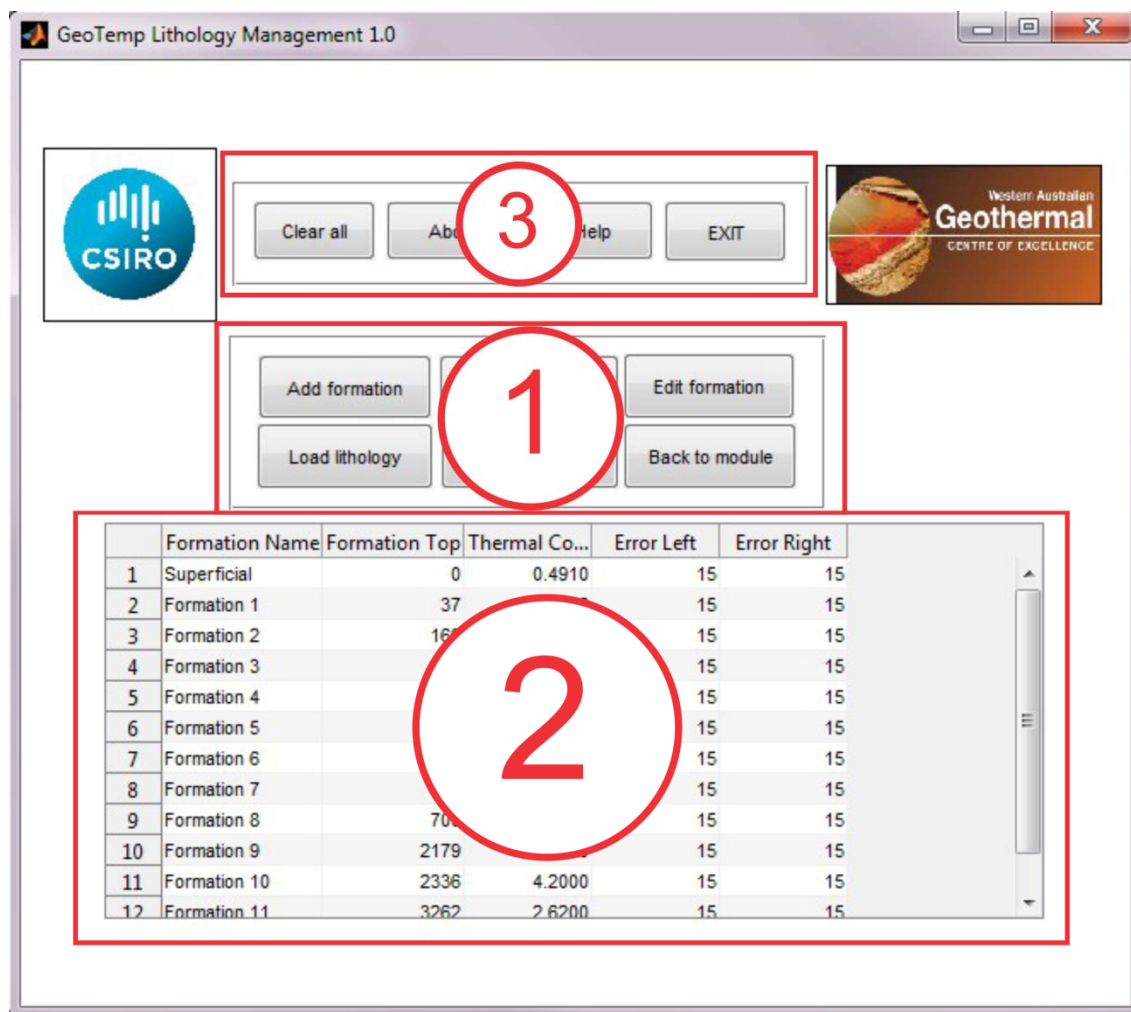 GeoTemp Lithology Management 1.0
CSIRO
Clear all
3
EXIT
Western Australian
Geothermal
CENTRE OF EXCELLENCE
Add formation
1
Edit formation
Load lithology
Back to module
Formation Name Formation Top Thermal Co... Error Left Error Right
1 Superficial 0 0.4910 15 15
2 Formation 1 37 15 15
3 Formation 2 15 15
4 Formation 3 15 15
5 Formation 4 15 15
6 Formation 5 15 15
2
7 Formation 6 15 15
8 Formation 7 15 15
9 Formation 8 15 15
10 Formation 9 2179 15 15
11 Formation 10 2336 4.2000 15 15
12 Formation 11 3262 2.6200 15 15